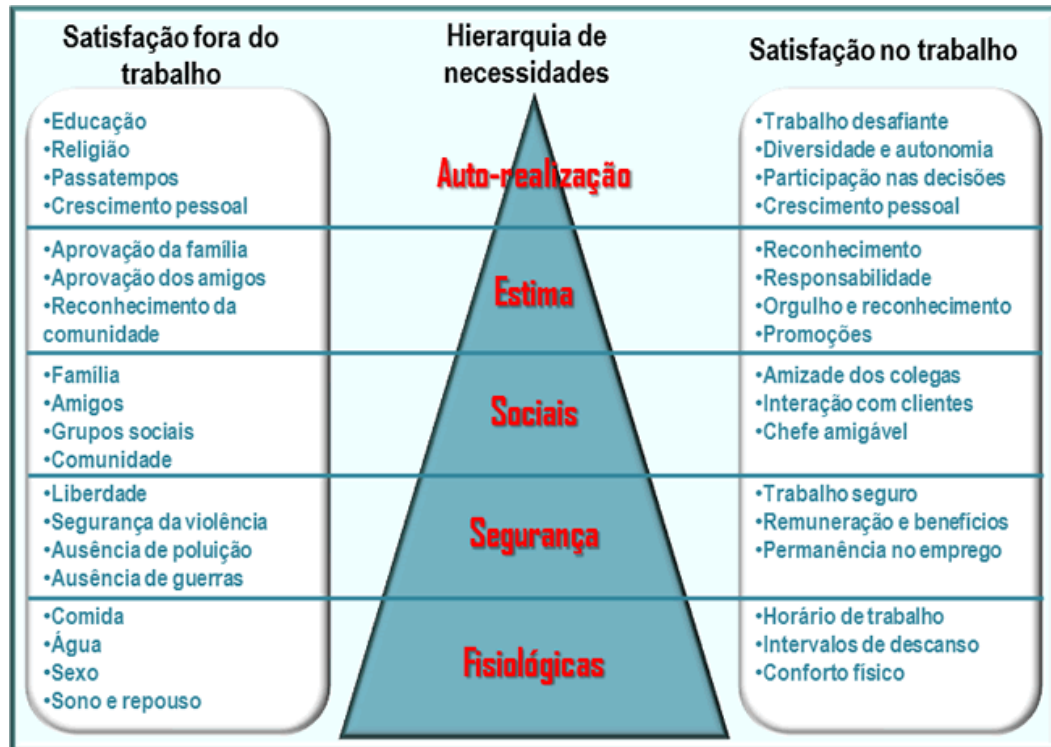 Satisfação fora do
trabalho
Hierarquia de
necessidades
Satisfação no trabalho
•Educação
•Religião
•Passatempos
•Crescimento pessoal
Auto-realização
•Trabalho desafiante
•Diversidade e autonomia
•Participação nas decisões
•Crescimento pessoal
•Aprovação da família
•Aprovação dos amigos
•Reconhecimento da
comunidade
Estima
•Reconhecimento
•Responsabilidade
•Orgulho e reconhecimento
•Promoções
•Família
•Amigos
•Grupos sociais
•Comunidade
Sociais
•Amizade dos colegas
•Interação com clientes
•Chefe amigável
•Liberdade
•Segurança da violência
•Ausência de poluição
•Ausência de guerras
Segurança
•Trabalho seguro
•Remuneração e benefícios
•Permanência no emprego
•Comida
•Água
•Sexo
•Sono e repouso
Fisiológicas
•Horário de trabalho
•Intervalos de descanso
•Conforto físico